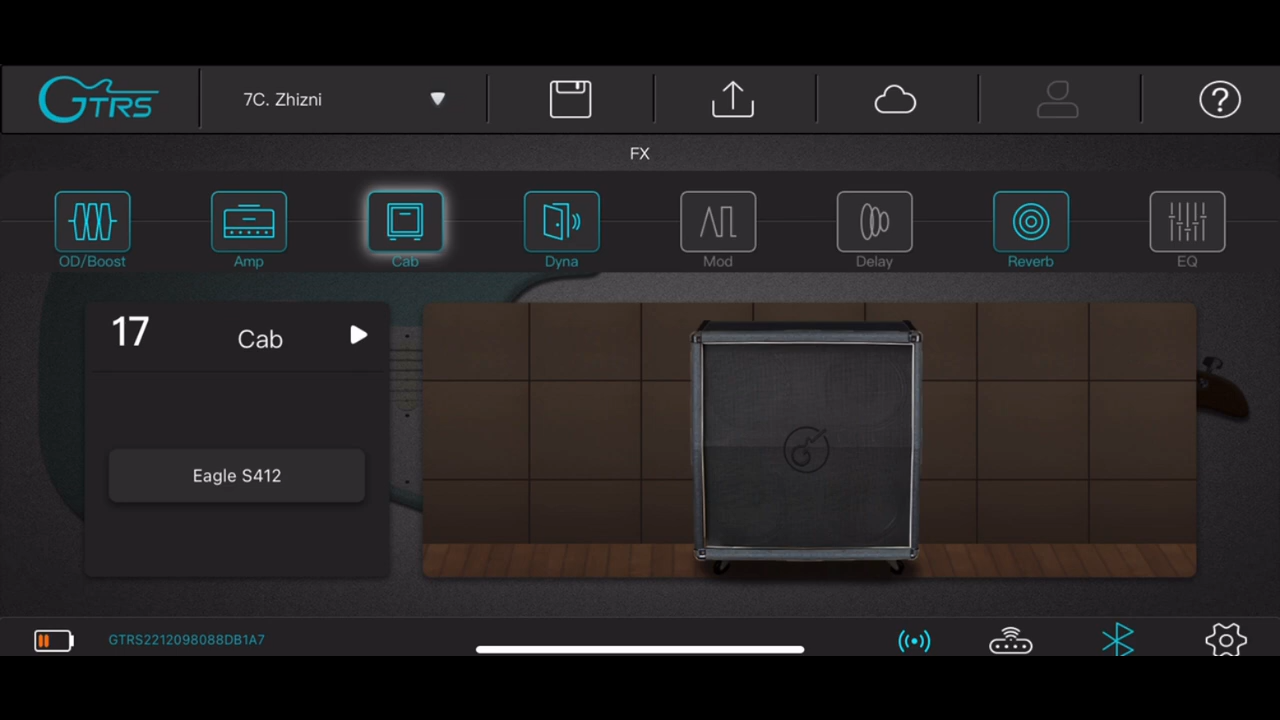 GTRS
7C. Zhizni
?
FX
OD/Boost
Amp
Cab
Dyna
Mod
Delay
Reverb
EQ
17
Cab
Eagle S412
GTRS2212098088DB1A7